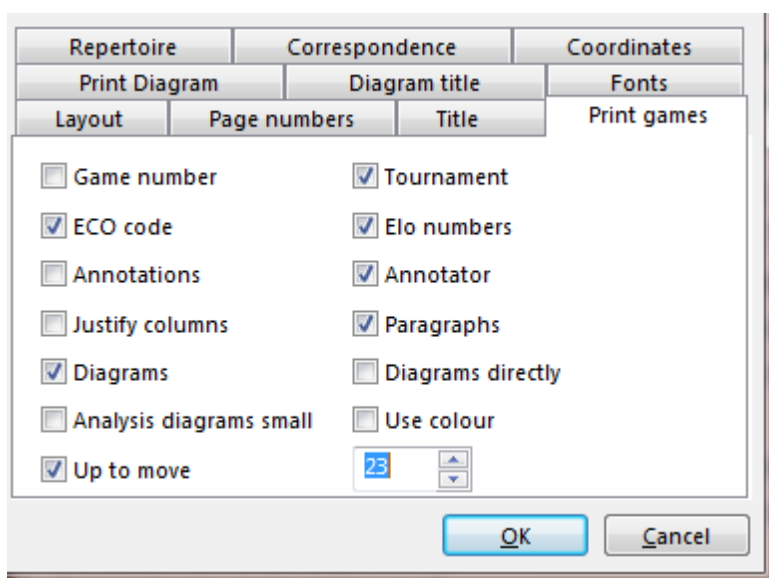 Repertoire Correspondence Coordinates
Print Diagram Diagram title Fonts
Layout Page numbers Title Print games
Game number Tournament
ECO code Elo numbers
Annotations Annotator
Justify columns Paragraphs
Diagrams Diagrams directly
Analysis diagrams small Use colour
Up to move 23
OK Cancel